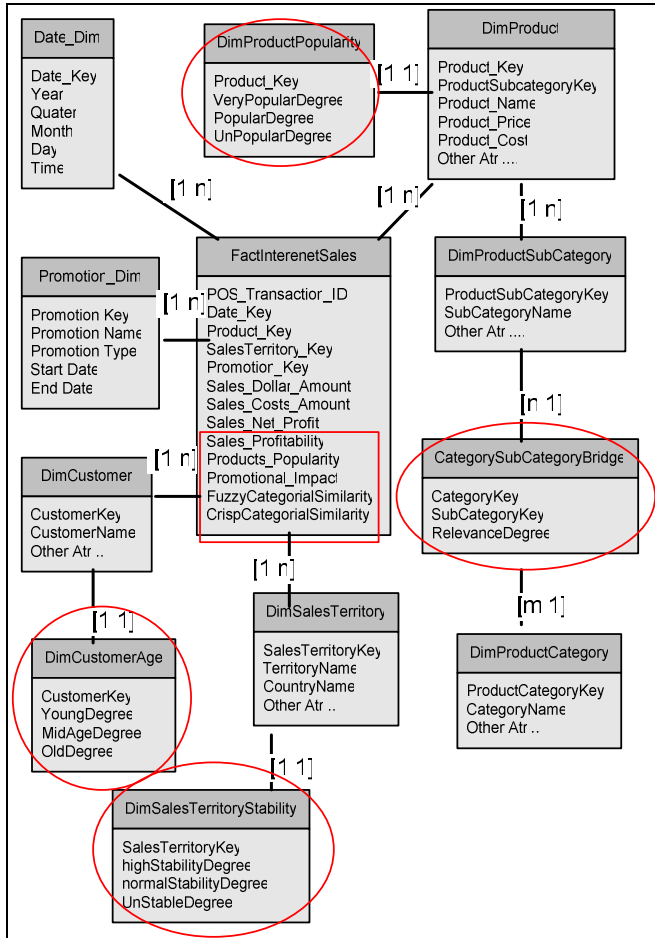 Date_Dim
Date_Key
Year
Quater
Month
Day
Time
DimProductPopularity
Product_Key
VeryPopularDegree
PopularDegree
UnPopularDegree
[1 1]
DimProduct
Product_Key
ProductSubcategoryKey
Product_Name
Product_Price
Product_Cost
Other Atr ....
[1 n]
[1 n]
[1 n]
Promotior_Dim
Promotion Key
Promotion Name
Promotion Type
Start Date
End Date
[1 n]
FactInterenetSales
POS_Transactior_ID
Date_Key
Product_Key
SalesTerritory_Key
Promotion_Key
Sales_Dollar_Amount
Sales_Costs_Amount
Sales_Net_Profit
Sales_Profitability
Products_Popularity
Promotional_Impact
FuzzyCategorialSimilarity
CrispCategorialSimilarity
DimProductSubCategory
ProductSubCategoryKey
SubCategoryName
Other Atr ....
[n 1]
DimCustomer
CustomerKey
CustomerName
Other Atr ..
[1 n]
CategorySubCategoryBridge
CategoryKey
SubCategoryKey
RelevanceDegree
[1 n]
[m 1]
[1 1]
DimCustomerAge
CustomerKey
YoungDegree
MidAgeDegree
OldDegree
DimSalesTerritory
SalesTerritoryKey
TerritoryName
CountryName
Other Atr ..
DimProductCategory
ProductCategoryKey
CategoryName
Other Atr ..
[1 1]
DimSalesTerritoryStability
SalesTerritoryKey
highStabilityDegree
normalStabilityDegree
UnStableDegree